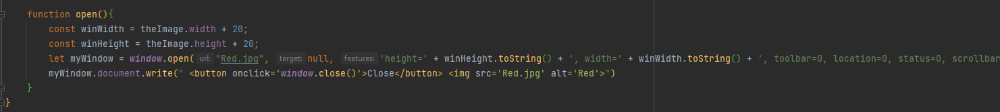 function open(){
const winWidth = theImage.width + 20;
const winHeight = theImage.height + 20;
let myWindow = window.open( url: "Red.jpg", target: null, features: 'height=' + winHeight.toString() + ', width=' + winWidth.toString() + ', toolbar=0, location=0, status=0, scrollbar
myWindow.document.write(" <button onclick='window.close()'>Close</button> <img src='Red.jpg' alt='Red'>")
}
}